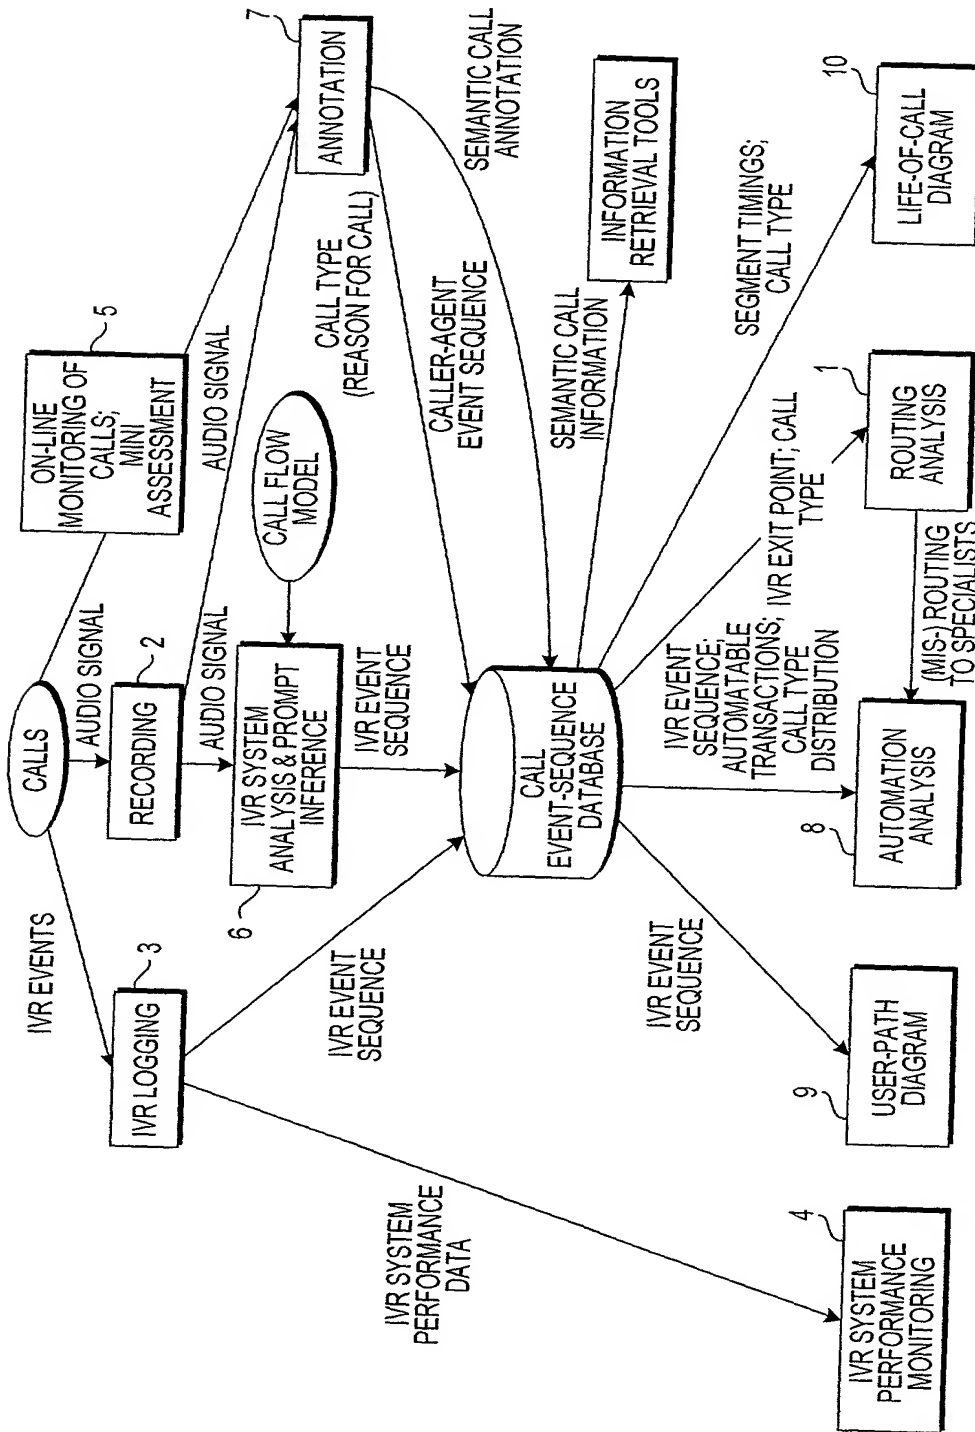 CALLS
IVR EVENTS
AUDIO SIGNAL
ON-LINE
MONITORING OF
CALLS;
MINI
ASSESSMENT
5
IVR LOGGING
3
RECORDING
2
AUDIO SIGNAL
AUDIO SIGNAL
7
ANNOTATION
IVR SYSTEM
ANALYSIS & PROMPT
INFERENCE
6
CALL FLOW
MODEL
CALL TYPE
(REASON FOR CALL)
IVR EVENT
SEQUENCE
IVR EVENT
SEQUENCE
CALLER-AGENT
EVENT SEQUENCE
SEMANTIC CALL
ANNOTATION
IVR SYSTEM
PERFORMANCE
DATA
CALL
EVENT-SEQUENCE
DATABASE
SEMANTIC CALL
INFORMATION
INFORMATION
RETRIEVAL TOOLS
IVR EVENT
SEQUENCE
IVR EVENT
SEQUENCE;
AUTOMATABLE
TRANSACTIONS;
CALL TYPE
DISTRIBUTION
IVR EXIT POINT; CALL
TYPE
SEGMENT TIMINGS;
CALL TYPE
4
IVR SYSTEM
PERFORMANCE
MONITORING
9
USER-PATH
DIAGRAM
8
AUTOMATION
ANALYSIS
(MIS-) ROUTING
TO SPECIALISTS
1
ROUTING
ANALYSIS
10
LIFE-OF-CALL
DIAGRAM